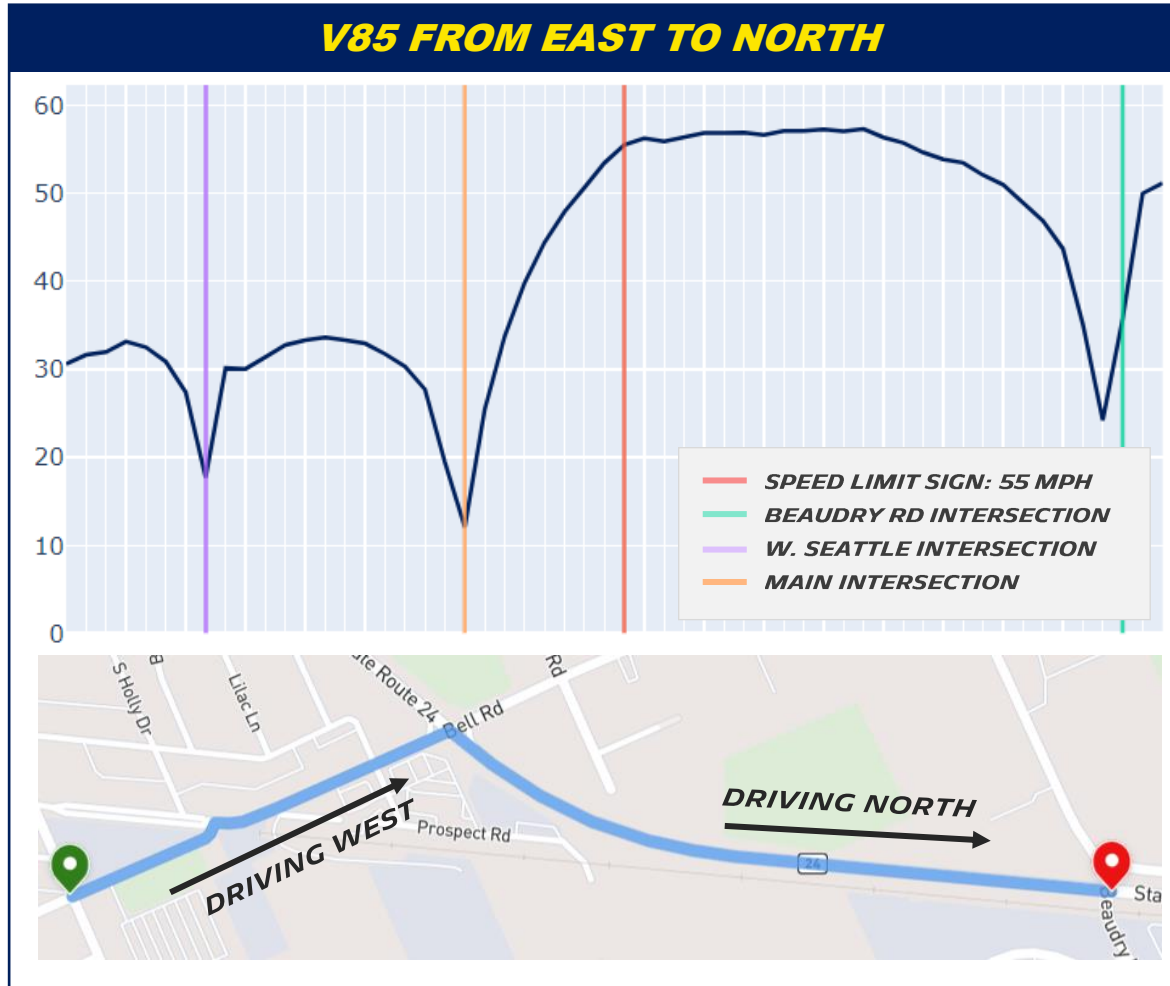 V85 FROM EAST TO NORTH
60
50
40
30
20
10
0
SPEED LIMIT SIGN: 55 MPH
BEAUDRY RD INTERSECTION
W. SEATTLE INTERSECTION
MAIN INTERSECTION
S Holly Dr
Lilac Ln
Route 24
Bell Rd
Rd
DRIVING WEST
Prospect Rd
DRIVING NORTH
24
Sta
eaudry